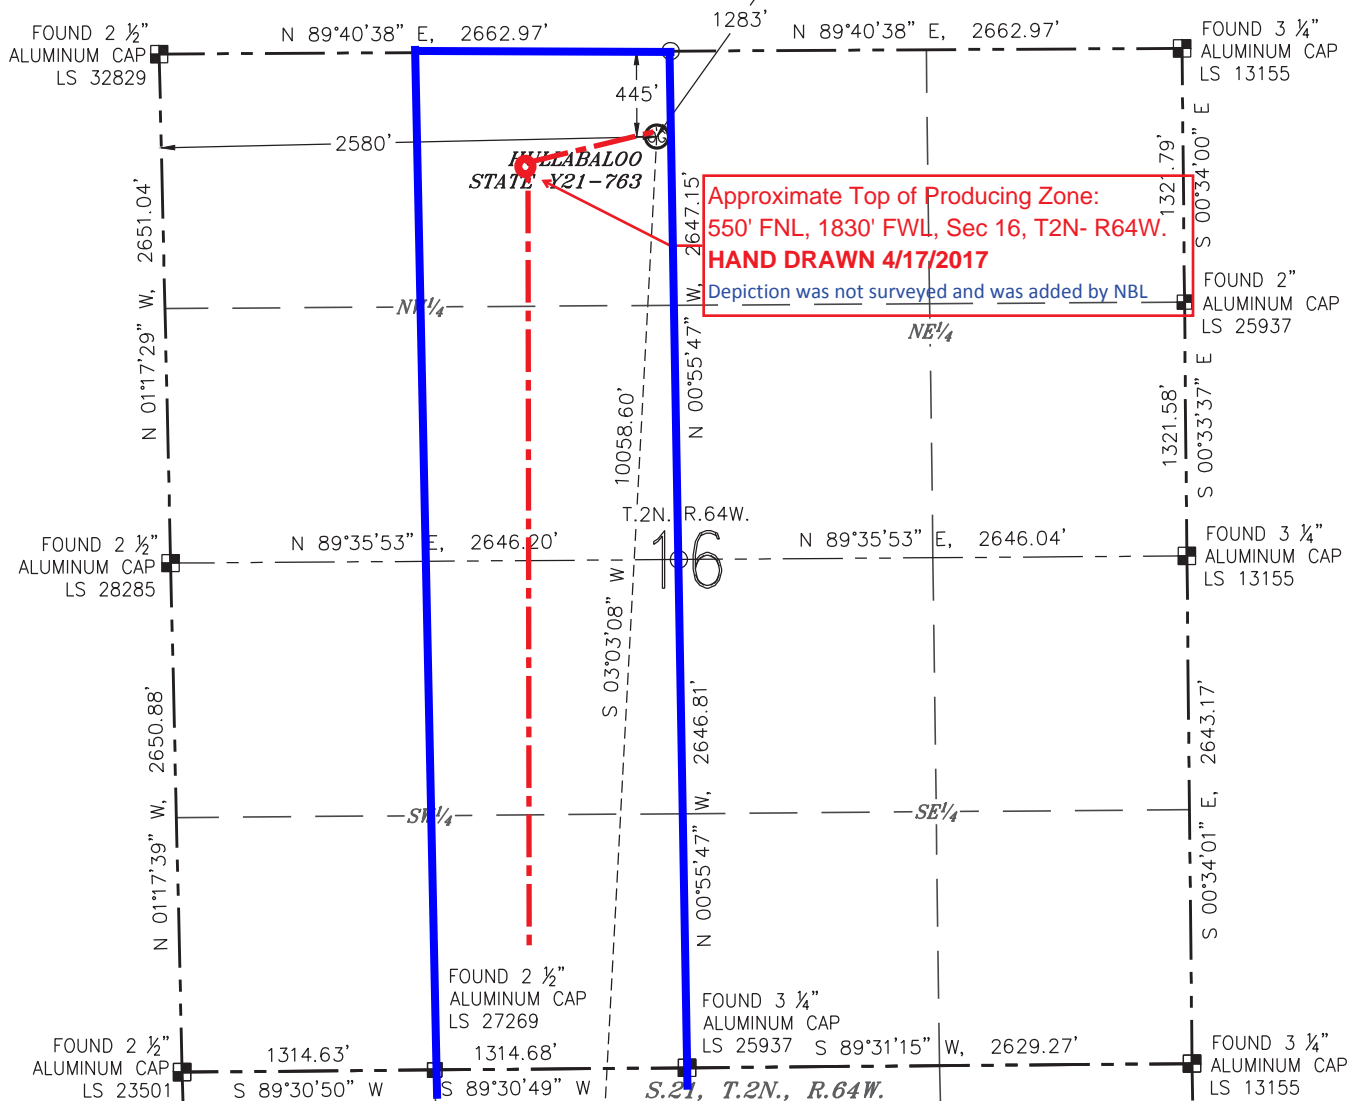 1283'
N 89°40'38" E, 2662.97'
N 89°40'38" E, 2662.97'
FOUND 2 ½"
ALUMINUM CAP
LS 32829
FOUND 3 ¼"
ALUMINUM CAP
LS 13155
445'
2580'
HULLABALOO
STATE Y21-763
N 01°17'29" W, 2651.04'
N 00°55'47" W, 2647.15'
1321.79'
S 00°34'00" E
Approximate Top of Producing Zone:
550' FNL, 1830' FWL, Sec 16, T2N- R64W.
HAND DRAWN 4/17/2017
Depiction was not surveyed and was added by NBL
NW¼
NE¼
FOUND 2"
ALUMINUM CAP
LS 25937
1321.58'
S 00°33'37" E
S 03°03'08" W 10058.60'
T.2N. R.64W.
16
FOUND 2 ½"
ALUMINUM CAP
LS 28285
N 89°35'53" E, 2646.20'
N 89°35'53" E, 2646.04'
FOUND 3 ¼"
ALUMINUM CAP
LS 13155
N 01°17'39" W, 2650.88'
N 00°55'47" W, 2646.81'
S 00°34'01" E, 2643.17'
SW¼
SE¼
FOUND 2 ½"
ALUMINUM CAP
LS 27269
FOUND 3 ¼"
ALUMINUM CAP
LS 25937
FOUND 2 ½"
ALUMINUM CAP
LS 23501
1314.63'
S 89°30'50" W
1314.68'
S 89°30'49" W
S 89°31'15" W, 2629.27'
FOUND 3 ¼"
ALUMINUM CAP
LS 13155
S.21, T.2N., R.64W.